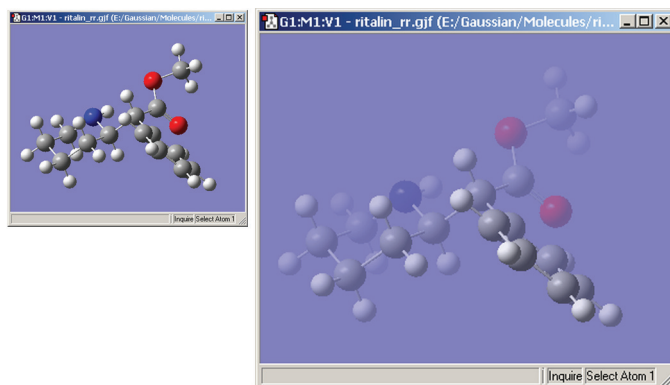 G1:M1:V1 - ritalin_rr.gjf (E:/Gaussian/Molecules/ri...
Inquire Select Atom 1
G1:M1:V1 - ritalin_rr.gjf (E:/Gaussian/Molecules/ri...
Inquire Select Atom 1